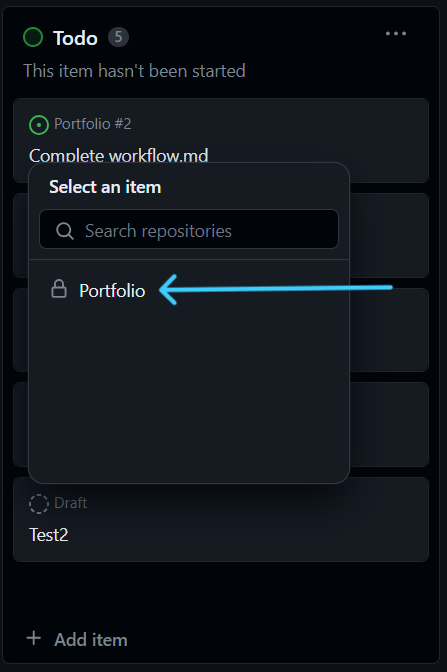 Todo 5
This item hasn't been started
Portfolio #2
Complete workflow.md
Select an item
Search repositories
Portfolio
Draft
Test2
Add item